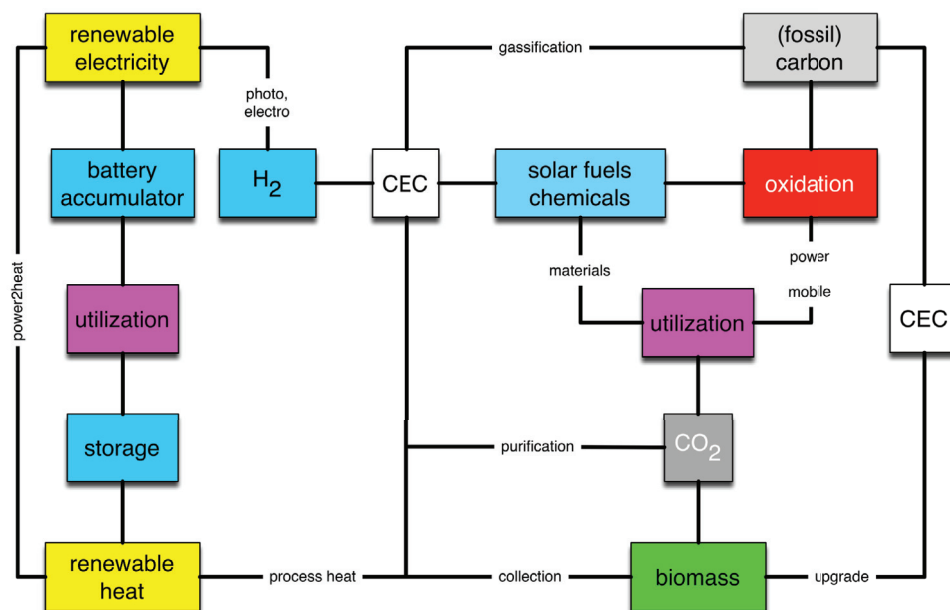 renewable
electricity
gassification
(fossil)
carbon
photo,
electro
battery
accumulator
H2
CEC
solar fuels
chemicals
oxidation
power2heat
materials
power
moble
utilization
utilization
CEC
storage
purification
CO2
renewable
heat
process heat
collection
biomass
upgrade